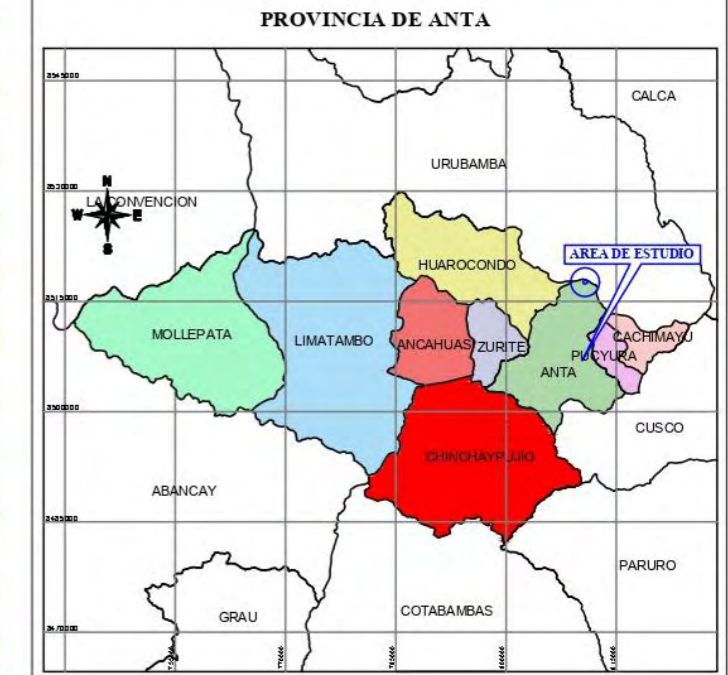 PROVINCIA DE ANTA
CALCA
URUBAMBA
LA CONVENCION
N
W
E
S
AREA DE ESTUDIO
HUAROCONDO
MOLLEPATA
LIMATAMBO
ANCAHUAS
ZURITE
CACHIMAYU
PUCYURA
ANTA
CUSCO
CHINCHAYPUJIO
ABANCAY
PARURO
GRAU
COTABAMBAS